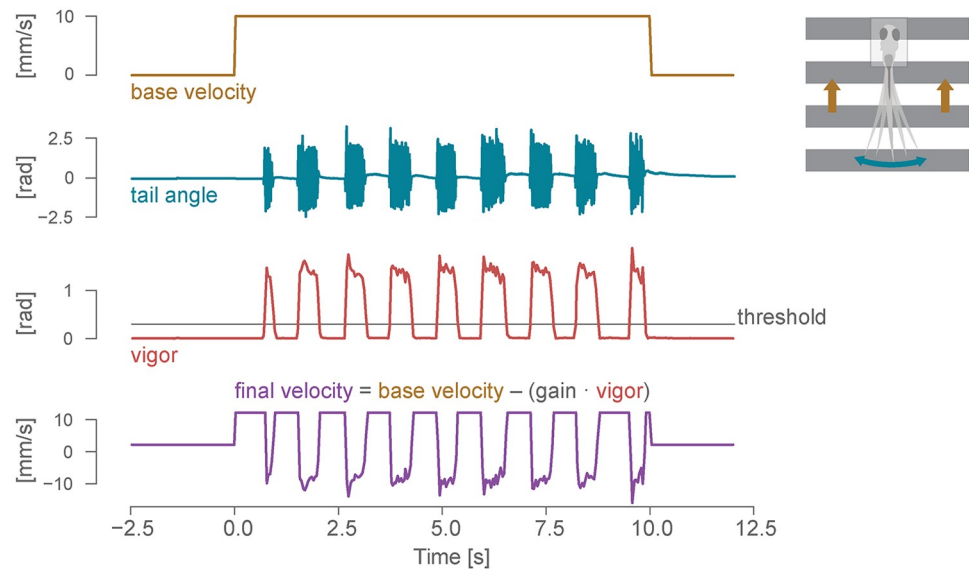 [mm/s]
10
0
base velocity
[rad]
2.5
0
−2.5
tail angle
[rad]
1
0
threshold
vigor
final velocity = base velocity – (gain · vigor)
[mm/s]
10
0
−10
−2.5 0.0 2.5 5.0 7.5 10.0 12.5
Time [s]